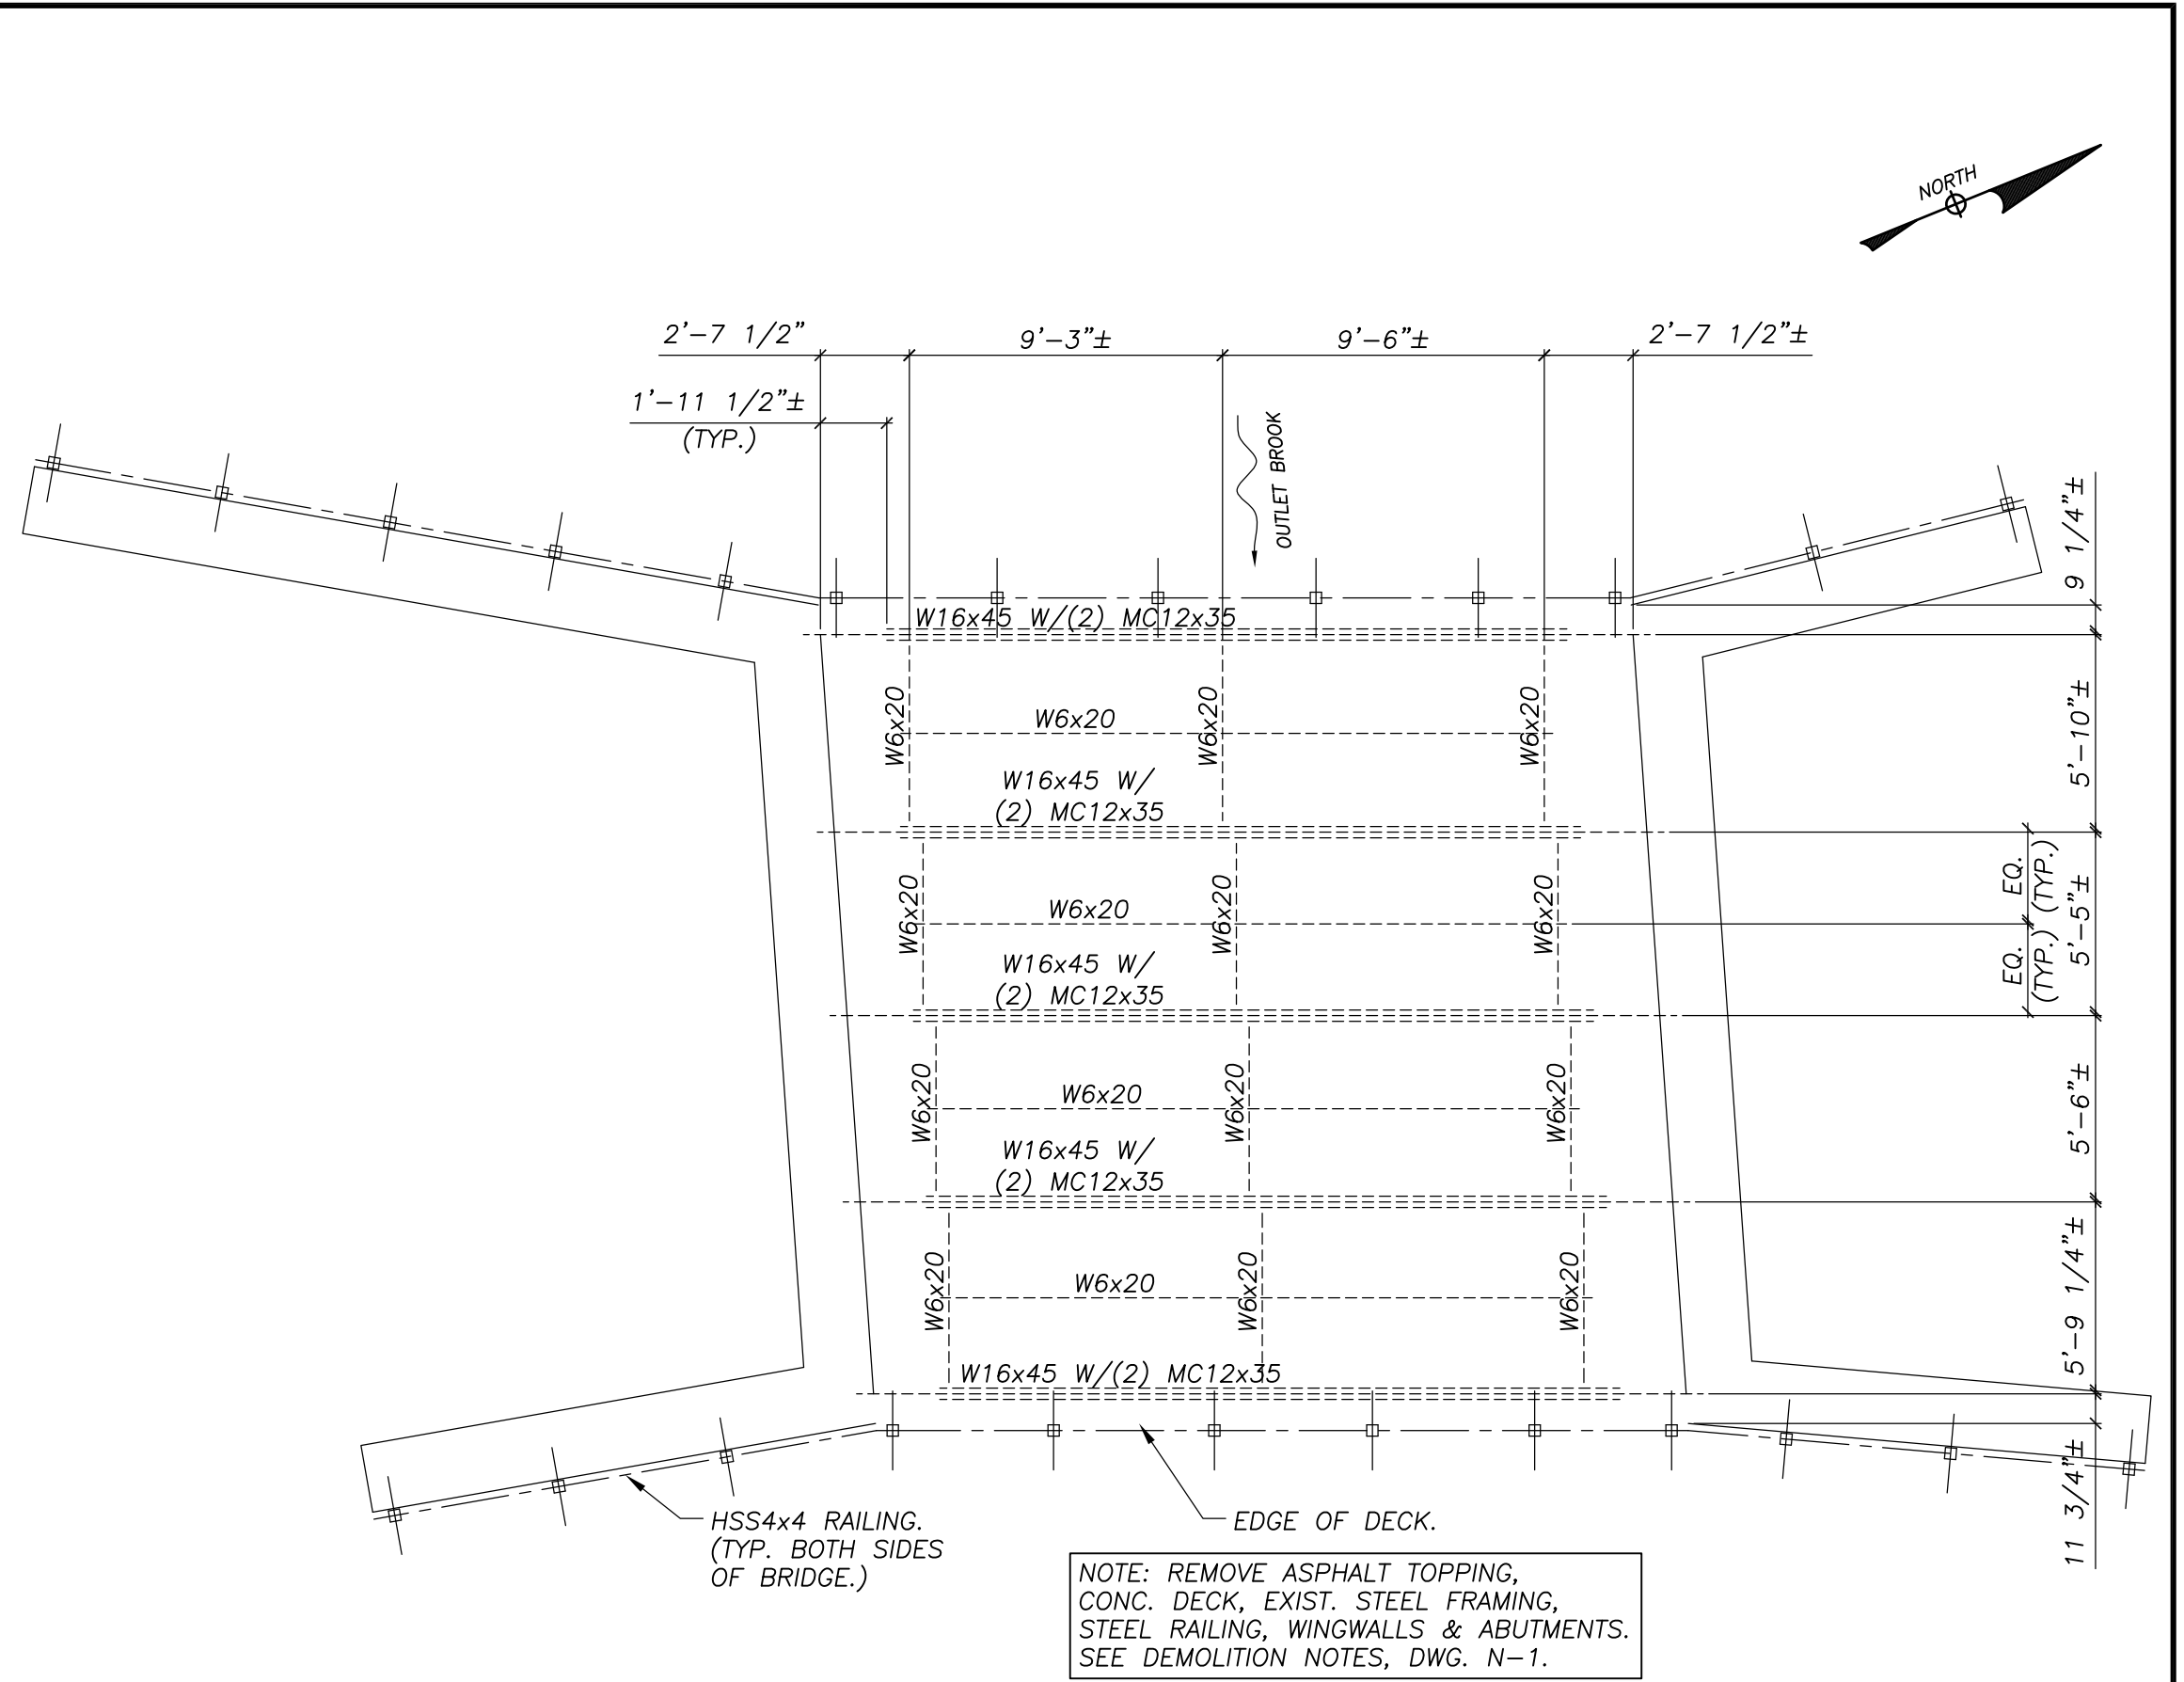 NORTH
2'-7 1/2"
9'-3"±
9'-6"±
2'-7 1/2"±
1'-11 1/2"±
(TYP.)
OUTLET BROOK
9 1/4"±
W16x45 W/(2) MC12x35
W6x20
W6x20
W6x20
W6x20
5'-10"±
W16x45 W/
(2) MC12x35
W6x20
W6x20
W6x20
W6x20
EQ.
(TYP.)
EQ.
(TYP.)
5'-5"±
W16x45 W/
(2) MC12x35
W6x20
W6x20
W6x20
W6x20
5'-6"±
W16x45 W/
(2) MC12x35
W6x20
W6x20
W6x20
W6x20
5'-9 1/4"±
W16x45 W/(2) MC12x35
11 3/4"±
HSS4x4 RAILING.
(TYP. BOTH SIDES
OF BRIDGE.)
EDGE OF DECK.
NOTE: REMOVE ASPHALT TOPPING,
CONC. DECK, EXIST. STEEL FRAMING,
STEEL RAILING, WINGWALLS & ABUTMENTS.
SEE DEMOLITION NOTES, DWG. N-1.